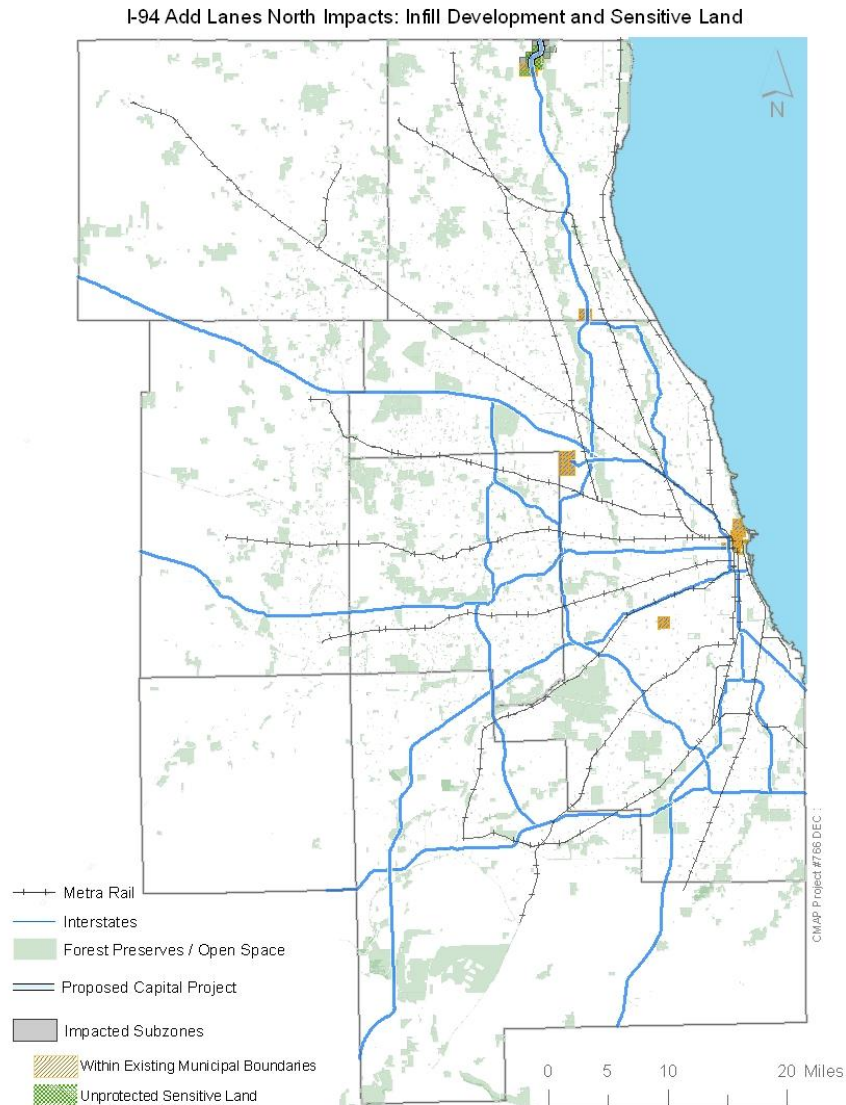 I-94 Add Lanes North Impacts: Infill Development and Sensitive Land
N
Metra Rail
Interstates
Forest Preserves / Open Space
Proposed Capital Project
Impacted Subzones
Within Existing Municipal Boundaries
Unprotected Sensitive Land
0 5 10 20 Miles
CMAP Project #766 DEC